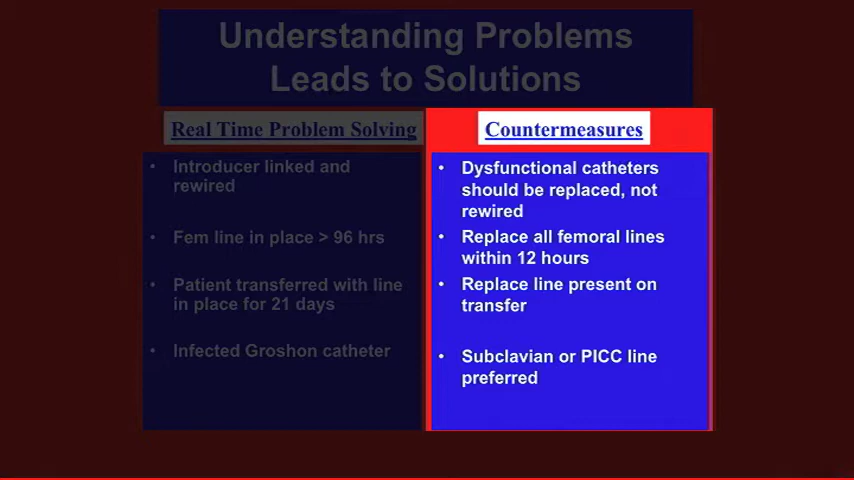 Understanding Problems
Leads to Solutions
Real Time Problem Solving
• Introducer linked and
rewired
• Fem line in place > 96 hrs
• Patient transferred with line
in place for 21 days
• Infected Groshon catheter
Countermeasures
• Dysfunctional catheters
should be replaced, not
rewired
• Replace all femoral lines
within 12 hours
• Replace line present on
transfer
• Subclavian or PICC line
preferred